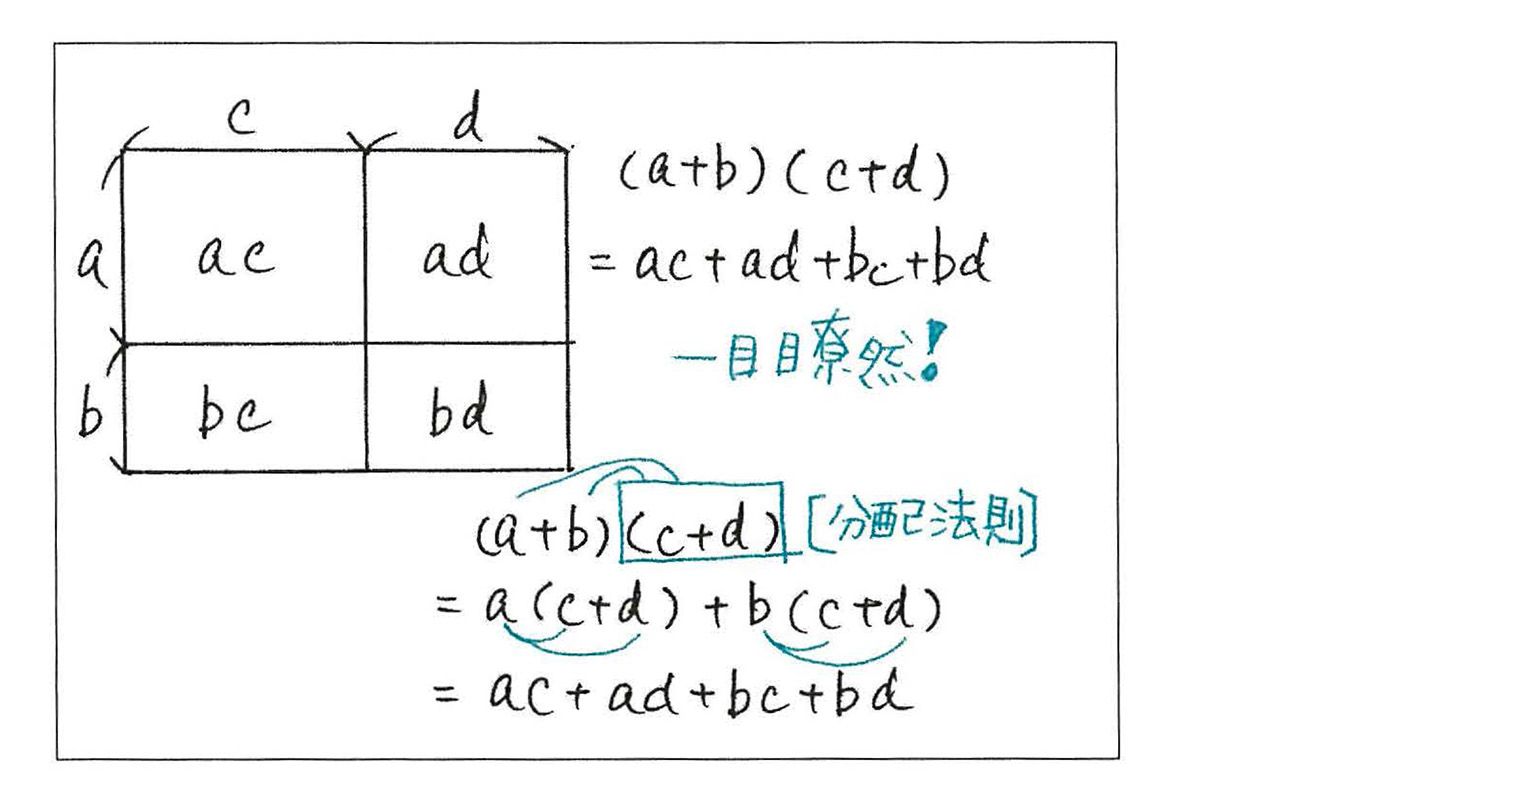 c d
(a+b)(c+d)
a ac ad = ac+ad+bc+bd
一目目瞭然!
b bc bd
(a+b)(c+d) [分配法則]
= a(c+d)+b(c+d)
= ac+ad+bc+bd